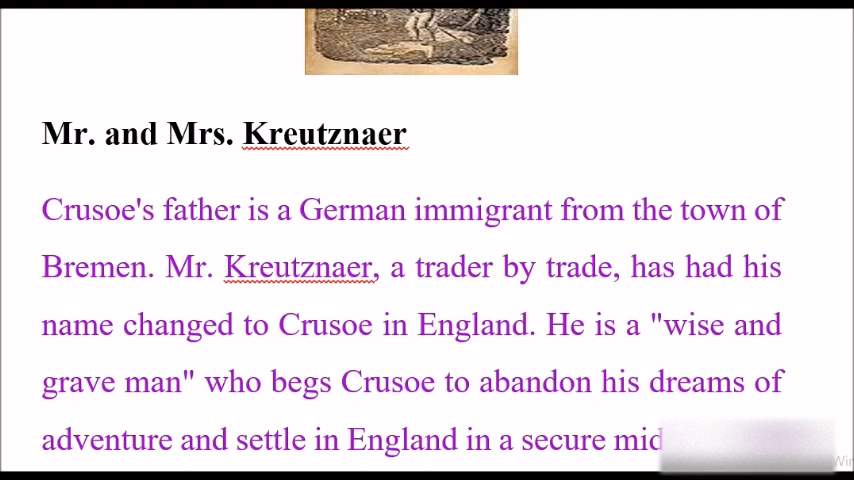 Mr. and Mrs. Kreutznaer
Crusoe's father is a German immigrant from the town of
Bremen. Mr. Kreutznaer, a trader by trade, has had his
name changed to Crusoe in England. He is a "wise and
grave man" who begs Crusoe to abandon his dreams of
adventure and settle in England in a secure